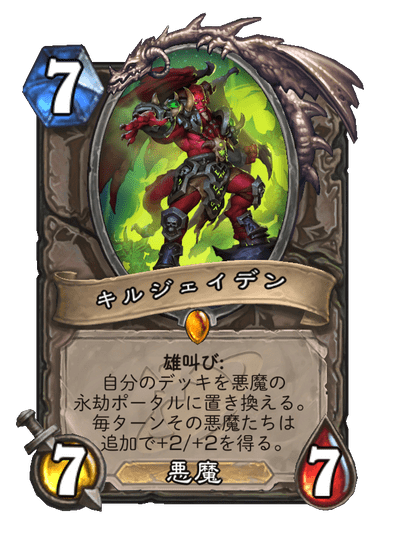 7
キルジェイデン
雄叫び:
自分のデッキを悪魔の
永劫ポータルに置き換える。
毎ターンその悪魔たちは
追加で+2/+2を得る。
7
悪魔
7